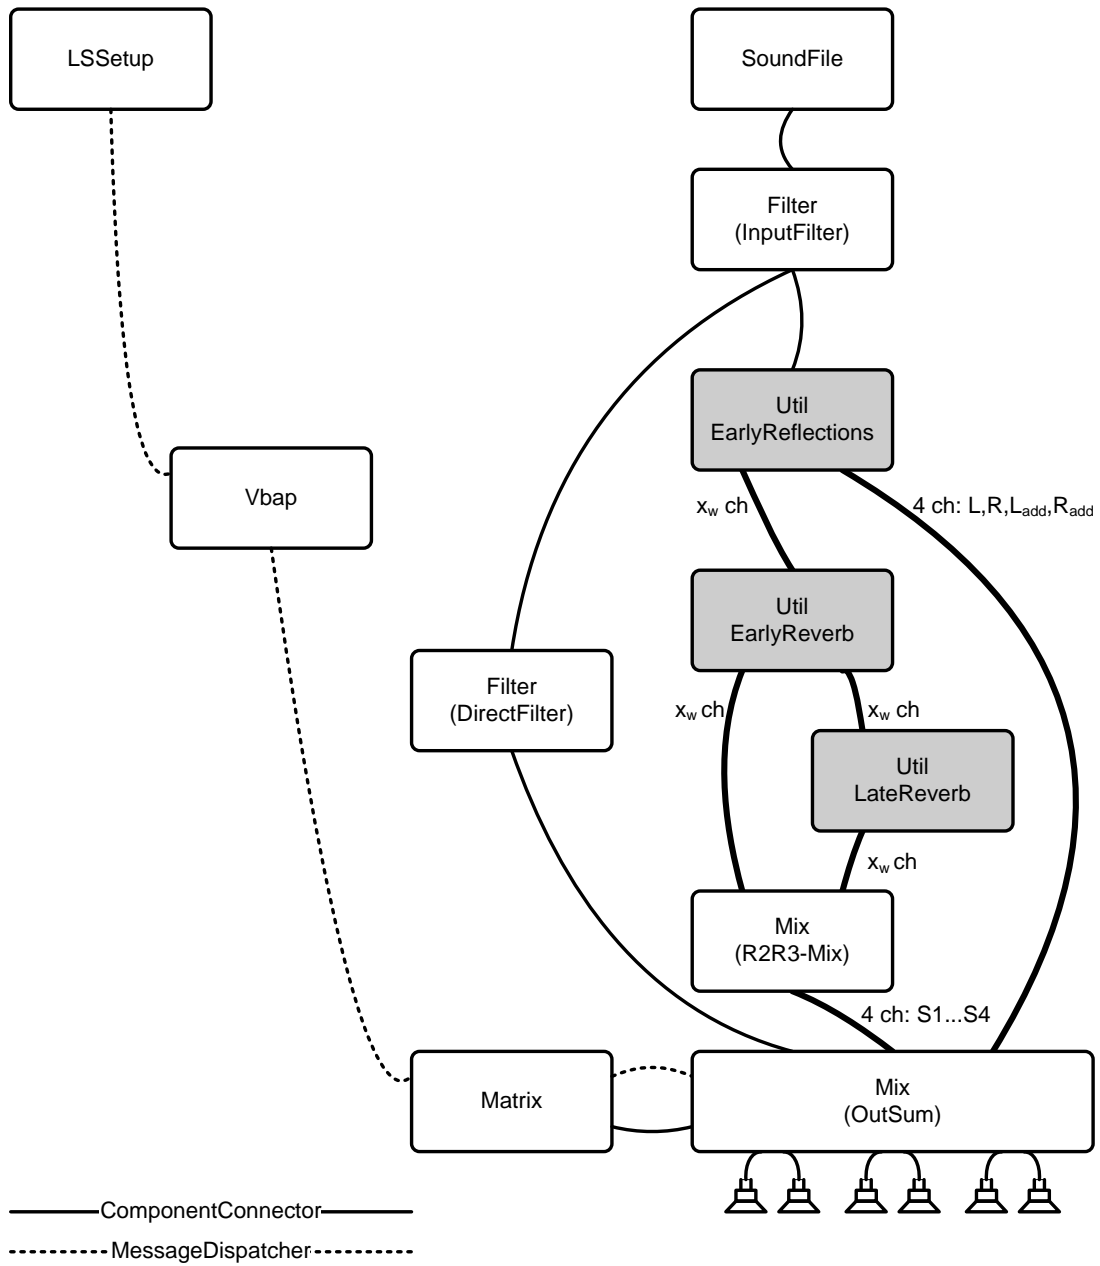 LSSetup
SoundFile
Filter
(InputFilter)
Util
EarlyReflections
Vbap
x_w ch
4 ch: L,R,L_add,R_add
Util
EarlyReverb
Filter
(DirectFilter)
x_w ch
x_w ch
Util
LateReverb
x_w ch
Mix
(R2R3-Mix)
4 ch: S1...S4
Matrix
Mix
(OutSum)
ComponentConnector
MessageDispatcher